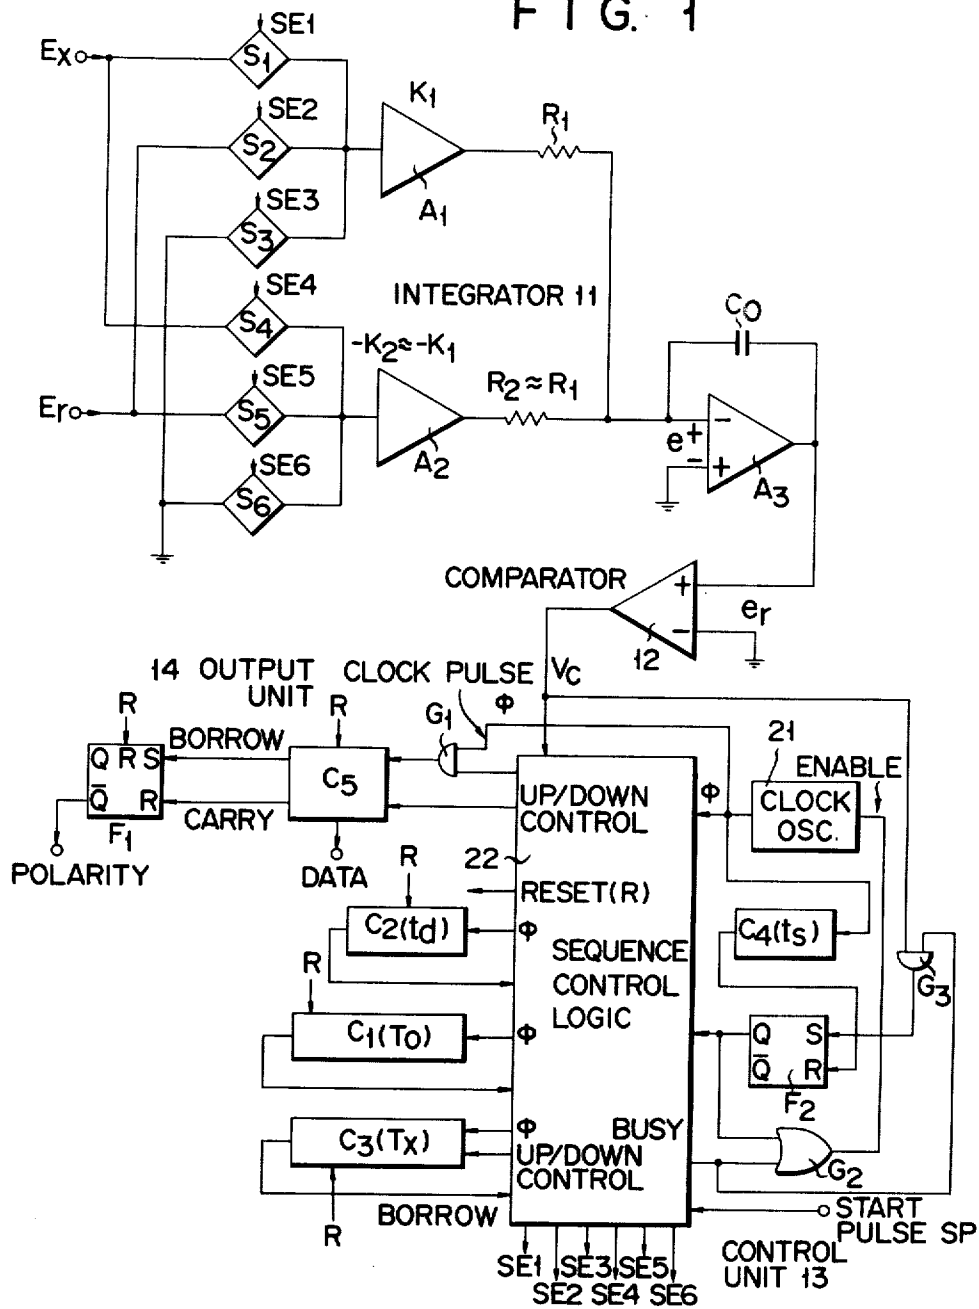 FIG. 1
SE1
Ex
S1
SE2
K1
R1
S2
A1
SE3
S3
SE4
INTEGRATOR 11
C0
S4
-K2≈-K1
SE5
R2≈R1
Er
S5
e
+
-
-
+
A2
A3
SE6
S6
COMPARATOR
+
er
-
12
14 OUTPUT UNIT
CLOCK PULSE
Φ
VC
R
R
G1
21
ENABLE
BORROW
Q R S
C5
Φ
CLOCK OSC.
UP/DOWN CONTROL
Q̅ R
CARRY
F1
22
POLARITY
DATA
R
RESET(R)
C2(td)
Φ
C4(ts)
SEQUENCE CONTROL LOGIC
G3
R
C1(T0)
Φ
Q S
Q̅ R
F2
C3(Tx)
Φ
BUSY
UP/DOWN CONTROL
G2
BORROW
R
START PULSE SP
SE1
SE3
SE5
SE2
SE4
SE6
CONTROL UNIT 13